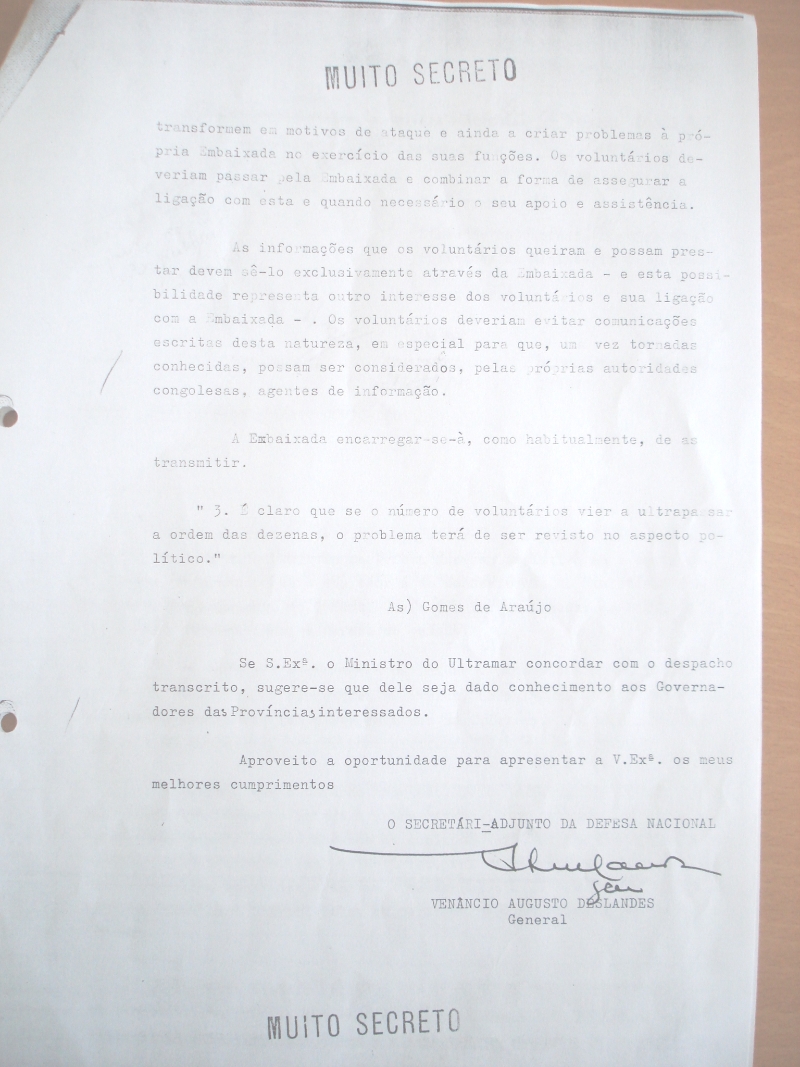 MUITO SECRETO
transformem em motivos de ataque e ainda a criar problemas à pró-
pria Embaixada no exercício das suas funções. Os voluntários de-
veriam passar pela Embaixada e combinar a forma de assegurar a
ligação com esta e quando necessário o seu apoio e assistência.
As informações que os voluntários queiram e possam pres-
tar devem sê-lo exclusivamente através da Embaixada - e esta possi-
bilidade representa outro interesse dos voluntários e sua ligação
com a Embaixada - . Os voluntários deveriam evitar comunicações
escritas desta natureza, em especial para que, um vez tornadas
conhecidas, possam ser considerados, pelas próprias autoridades
congolesas, agentes de informação.
A Embaixada encarregar-se-à, como habitualmente, de as
transmitir.
" 3. É claro que se o número de voluntários vier a ultrapassar
a ordem das dezenas, o problema terá de ser revisto no aspecto po-
lítico."
As) Gomes de Araújo
Se S.Exª. o Ministro do Ultramar concordar com o despacho
transcrito, sugere-se que dele seja dado conhecimento aos Governa-
dores das Províncias interessados.
Aproveito a oportunidade para apresentar a V.Exª. os meus
melhores cumprimentos
O SECRETÁRI-ADJUNTO DA DEFESA NACIONAL
Gen
VENÂNCIO AUGUSTO DESLANDES
General
MUITO SECRETO